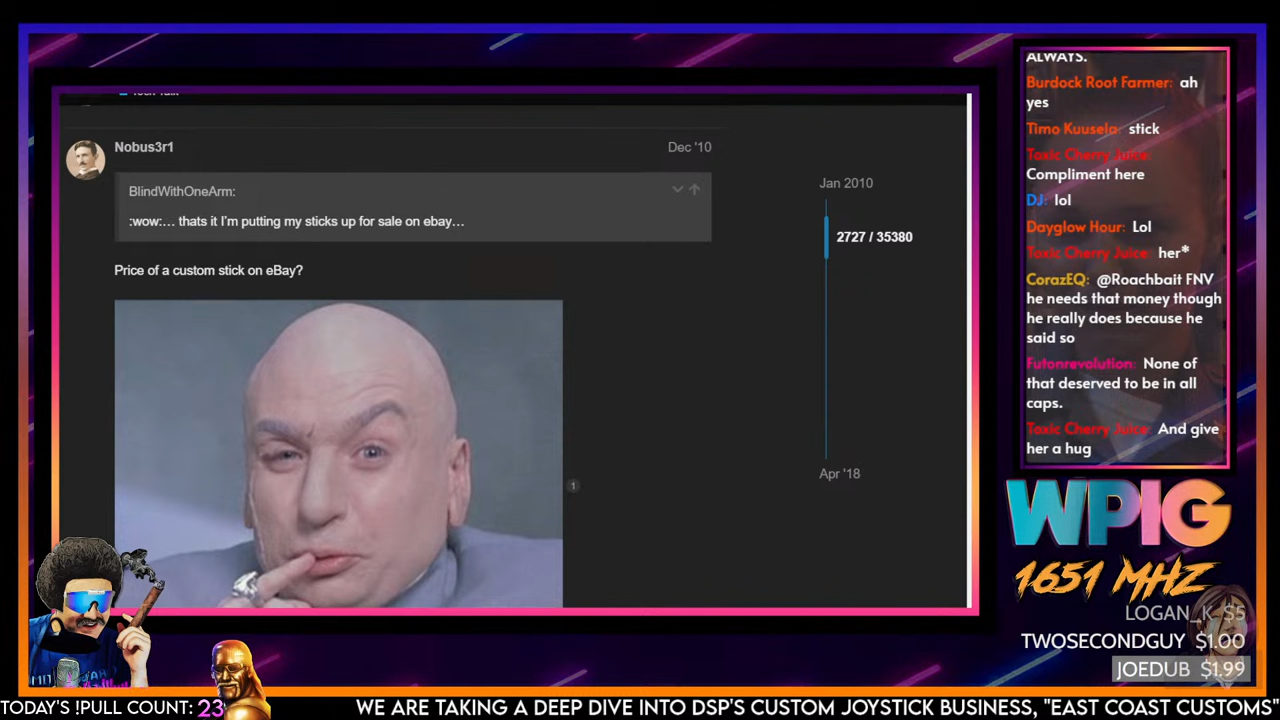 Tech Talk
Nobus3r1
Dec '10
BlindWithOneArm:
:wow:... thats it I'm putting my sticks up for sale on ebay...
Price of a custom stick on eBay?
1
Jan 2010
2727 / 35380
Apr '18
ALWAYS.
Burdock Root Farmer: ah
yes
Timo Kuusela: stick
Toxic Cherry Juice:
Compliment here
DJ: lol
Dayglow Hour: Lol
Toxic Cherry Juice: her*
CorazEQ: @Roachbait FNV
he needs that money though
he really does because he
said so
Futonrevolution: None of
that deserved to be in all
caps.
Toxic Cherry Juice: And give
her a hug
WPIG
1651 MHZ
LOGAN_K $5
TWOSECONDGUY $1.00
JOEDUB $1.99
TODAY'S !PULL COUNT: 23
WE ARE TAKING A DEEP DIVE INTO DSP'S CUSTOM JOYSTICK BUSINESS, "EAST COAST CUSTOMS"